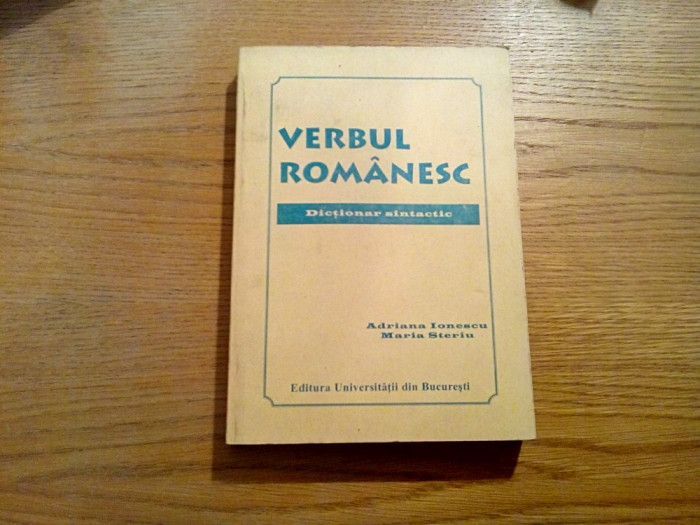 VERBUL
ROMÂNESC
Dicționar sintactic
Adriana Ionescu
Maria Steriu
Editura Universității din București